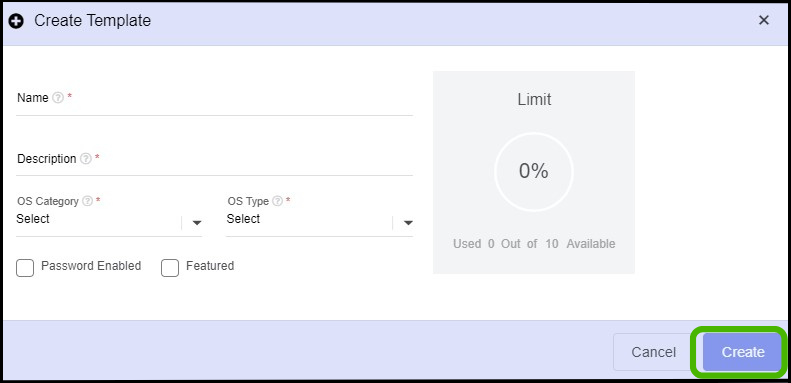 Create Template
Name ? *
Description ? *
OS Category ? *
Select
OS Type ? *
Select
Password Enabled
Featured
Limit
0%
Used 0 Out of 10 Available
Cancel
Create